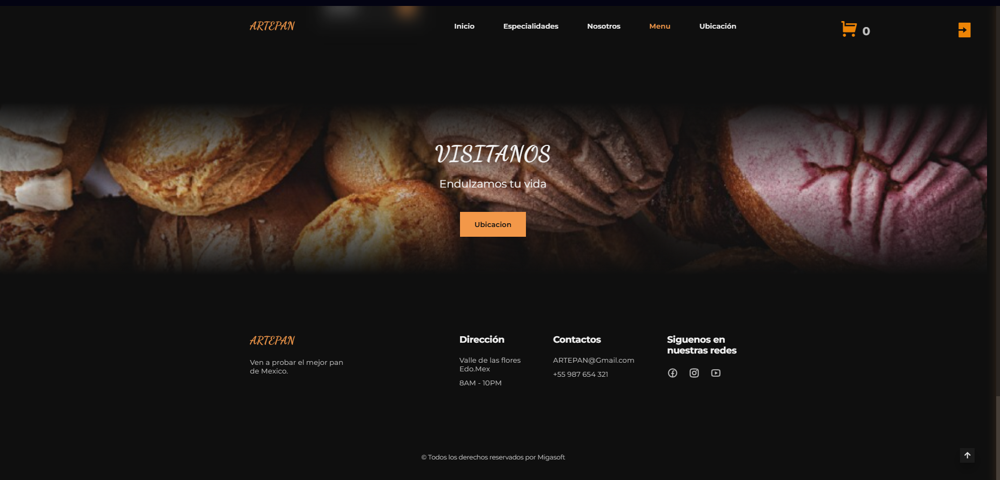 ARTEPAN
Inicio Especialidades Nosotros Menu Ubicación
0
VISITANOS
Endulzamos tu vida
Ubicacion
ARTEPAN
Ven a probar el mejor pan
de Mexico.
Dirección
Valle de las flores
Edo.Mex
8AM - 10PM
Contactos
ARTEPAN@Gmail.com
+55 987 654 321
Siguenos en
nuestras redes
© Todos los derechos reservados por Migasoft